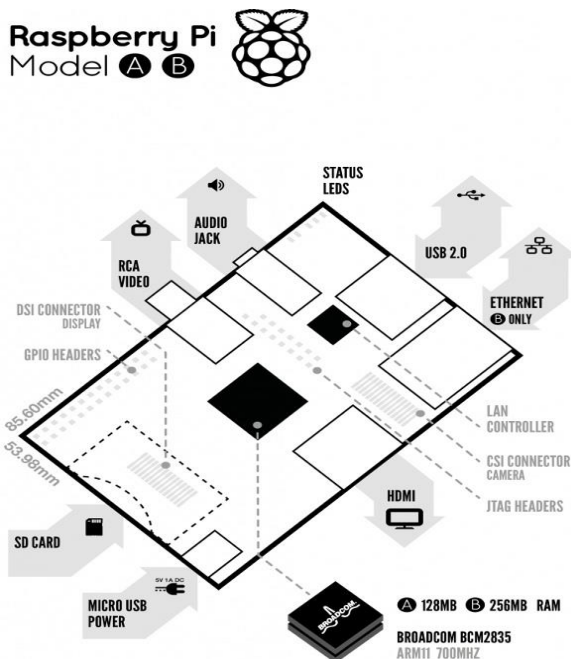 Raspberry Pi
Model A B
STATUS
LEDS
AUDIO
JACK
RCA
VIDEO
USB 2.0
ETHERNET
B ONLY
DSI CONNECTOR
DISPLAY
GPIO HEADERS
85.60mm
53.98mm
LAN
CONTROLLER
CSI CONNECTOR
CAMERA
JTAG HEADERS
HDMI
SD CARD
5V 1A DC
MICRO USB
POWER
BROADCOM
A 128MB B 256MB RAM
BROADCOM BCM2835
ARM11 700MHZ